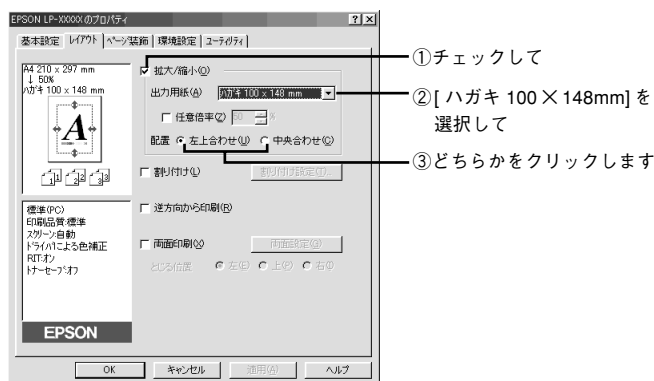 EPSON LP-XXXXX のプロパティ
基本設定 レイアウト ページ装飾 環境設定 ユーティリティ
A4 210 x 297 mm
↓ 50%
ハガキ 100 x 148 mm
A
1 1 2 2 3 3
標準(PC)
印刷品質:標準
スクリーン:自動
ドライバによる色補正
RIT:オン
トナーセーブ:オフ
EPSON
拡大/縮小(O)
出力用紙(A) ハガキ 100 x 148 mm
任意倍率(Z) 50 %
配置 左上合わせ(U) 中央合わせ(C)
割り付け(L) 割り付け設定(T)...
逆方向から印刷(R)
両面印刷(X) 両面設定(G)
とじる位置 左(E) 上(P) 右(I)
OK キャンセル 適用(A) ヘルプ
①チェックして
②[ ハガキ 100×148mm] を
選択して
③どちらかをクリックします